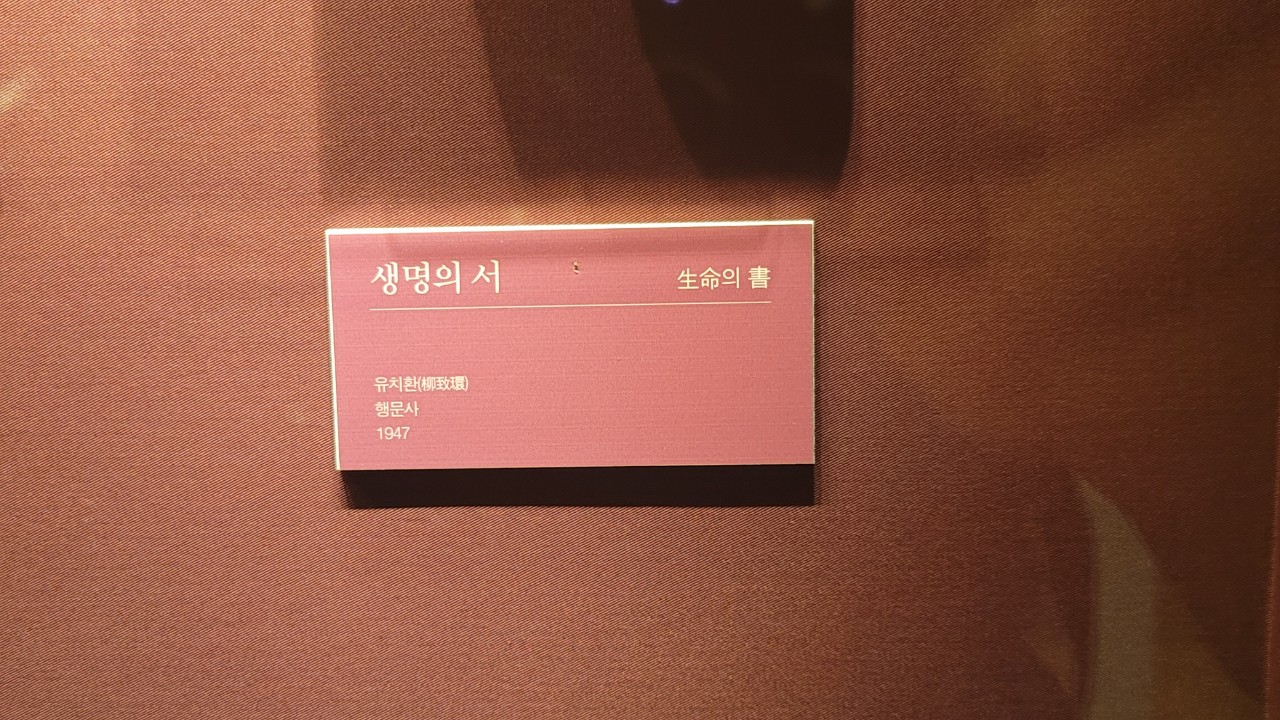 생명의 서 生命의 書
유치환(柳致環)
행문사
1947